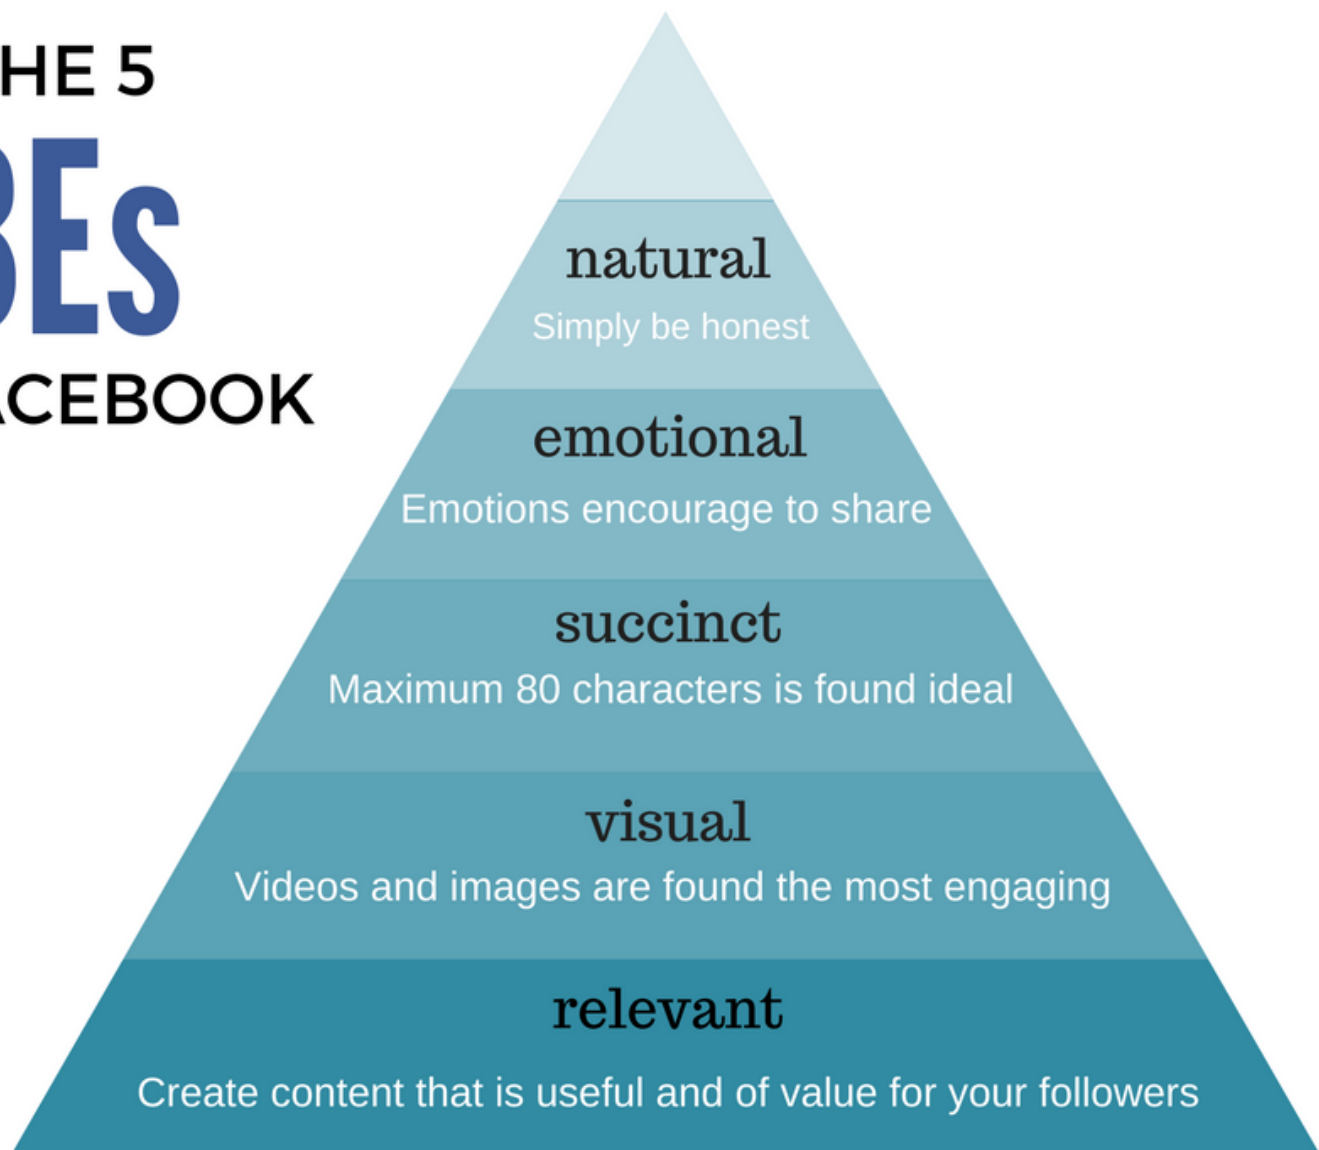 HE 5
BEs
ACEBOOK
natural
Simply be honest
emotional
Emotions encourage to share
succinct
Maximum 80 characters is found ideal
visual
Videos and images are found the most engaging
relevant
Create content that is useful and of value for your followers